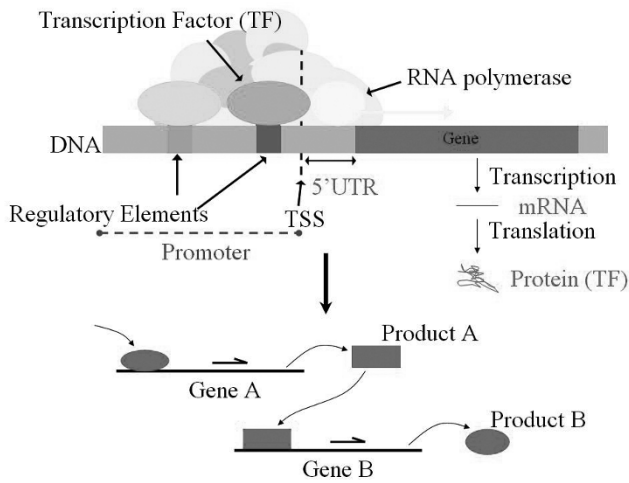 Transcription Factor (TF)
RNA polymerase
DNA
Gene
5'UTR
Transcription
Regulatory Elements
TSS
mRNA
Promoter
Translation
Protein (TF)
Product A
Gene A
Product B
Gene B